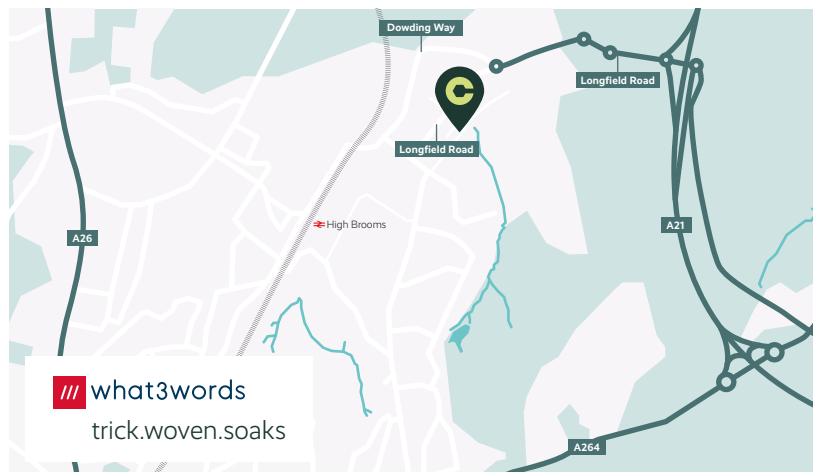 Dowding Way
Longfield Road
Longfield Road
High Brooms
A26
A21
what3words
trick.woven.soaks
A264